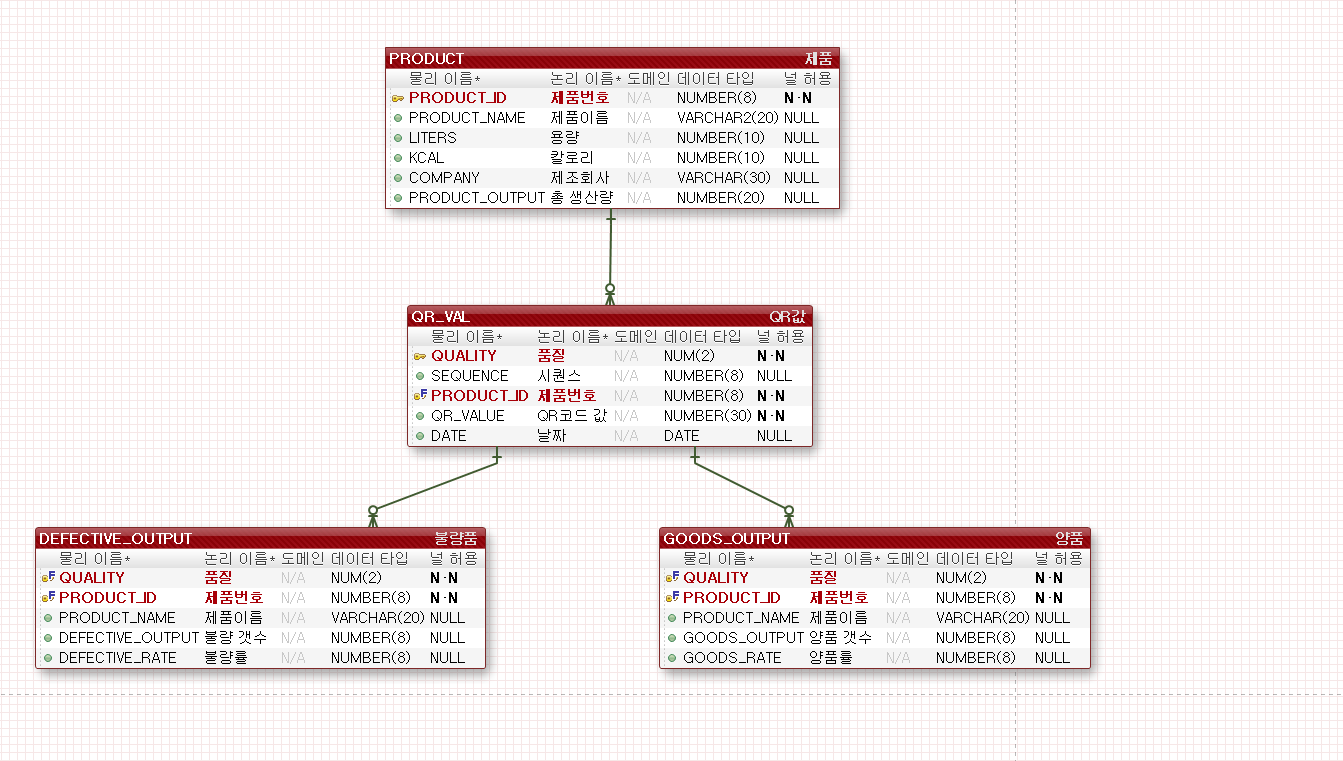 PRODUCT 제품
물리 이름* 논리 이름* 도메인 데이터 타입 널 허용
PRODUCT_ID 제품번호 N/A NUMBER(8) N·N
PRODUCT_NAME 제품이름 N/A VARCHAR2(20) NULL
LITERS 용량 N/A NUMBER(10) NULL
KCAL 칼로리 N/A NUMBER(10) NULL
COMPANY 제조회사 N/A VARCHAR(30) NULL
PRODUCT_OUTPUT 총 생산량 N/A NUMBER(20) NULL
QR_VAL QR값
물리 이름* 논리 이름* 도메인 데이터 타입 널 허용
QUALITY 품질 N/A NUM(2) N·N
SEQUENCE 시퀀스 N/A NUMBER(8) NULL
PRODUCT_ID 제품번호 N/A NUMBER(8) N·N
QR_VALUE QR코드 값 N/A NUMBER(30) N·N
DATE 날짜 N/A DATE NULL
DEFECTIVE_OUTPUT 불량품
물리 이름* 논리 이름* 도메인 데이터 타입 널 허용
QUALITY 품질 N/A NUM(2) N·N
PRODUCT_ID 제품번호 N/A NUMBER(8) N·N
PRODUCT_NAME 제품이름 N/A VARCHAR(20) NULL
DEFECTIVE_OUTPUT 불량 갯수 N/A NUMBER(8) NULL
DEFECTIVE_RATE 불량률 N/A NUMBER(8) NULL
GOODS_OUTPUT 양품
물리 이름* 논리 이름* 도메인 데이터 타입 널 허용
QUALITY 품질 N/A NUM(2) N·N
PRODUCT_ID 제품번호 N/A NUMBER(8) N·N
PRODUCT_NAME 제품이름 N/A VARCHAR(20) NULL
GOODS_OUTPUT 양품 갯수 N/A NUMBER(8) NULL
GOODS_RATE 양품률 N/A NUMBER(8) NULL